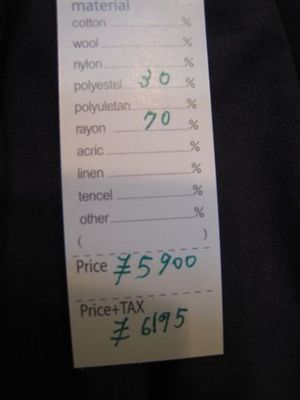 material
cotton %
wool %
nylon %
polyestel 30 %
polyuletan %
rayon 70 %
acric %
linen %
tencel %
other %
( )
Price ¥5900
Price+TAX
¥6195